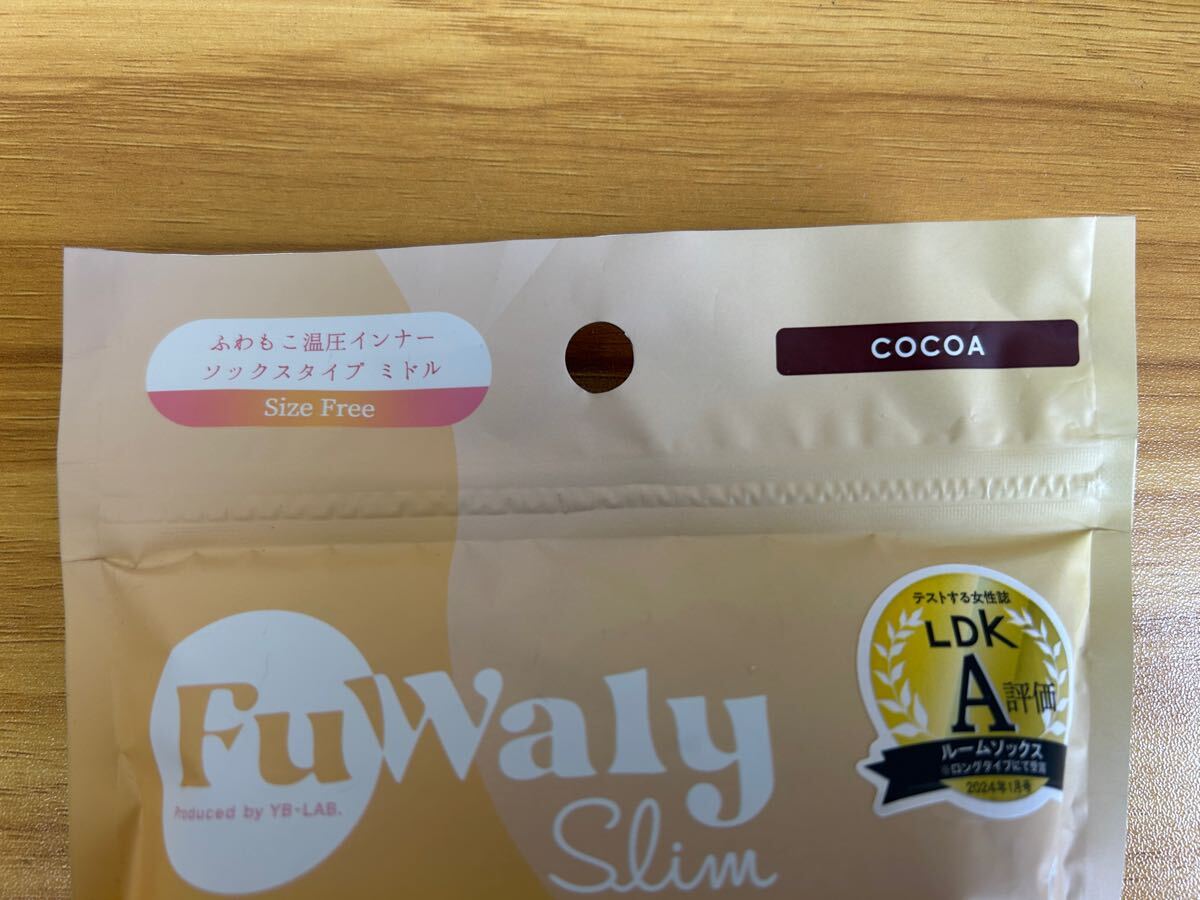 ふわもこ温圧インナー
ソックスタイプ ミドル
Size Free
COCOA
FuWaly
Produced by YB-LAB.
Slim
テストする女性誌
LDK
A評価
ルームソックス
※ロングタイプにて受賞
2024年1月号